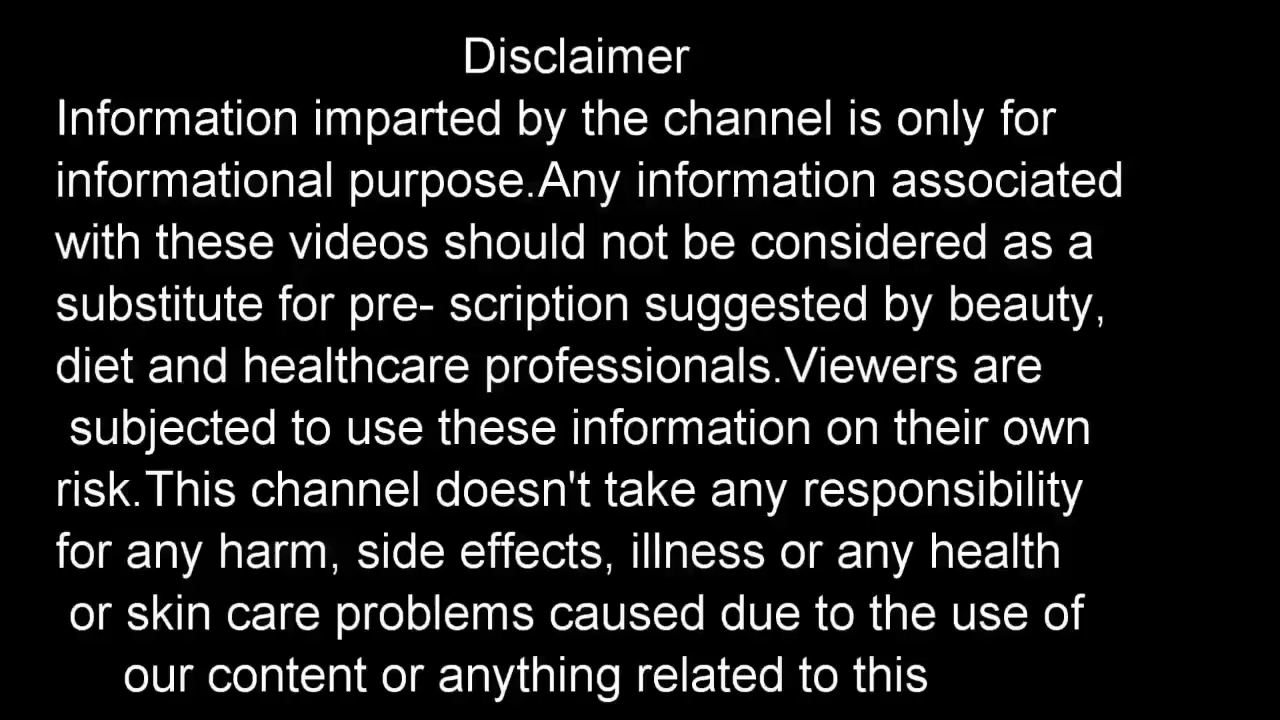 Disclaimer
Information imparted by the channel is only for
informational purpose.Any information associated
with these videos should not be considered as a
substitute for pre- scription suggested by beauty,
diet and healthcare professionals.Viewers are
subjected to use these information on their own
risk.This channel doesn't take any responsibility
for any harm, side effects, illness or any health
or skin care problems caused due to the use of
our content or anything related to this